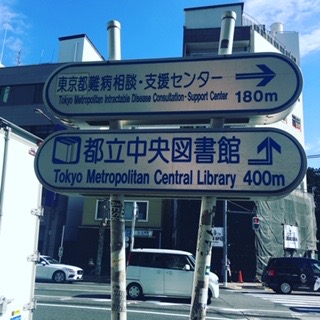 東京都難病相談・支援センター
Tokyo Metropolitan Intractable Disease Consultation-Support Center 180m
都立中央図書館
Tokyo Metropolitan Central Library 400m